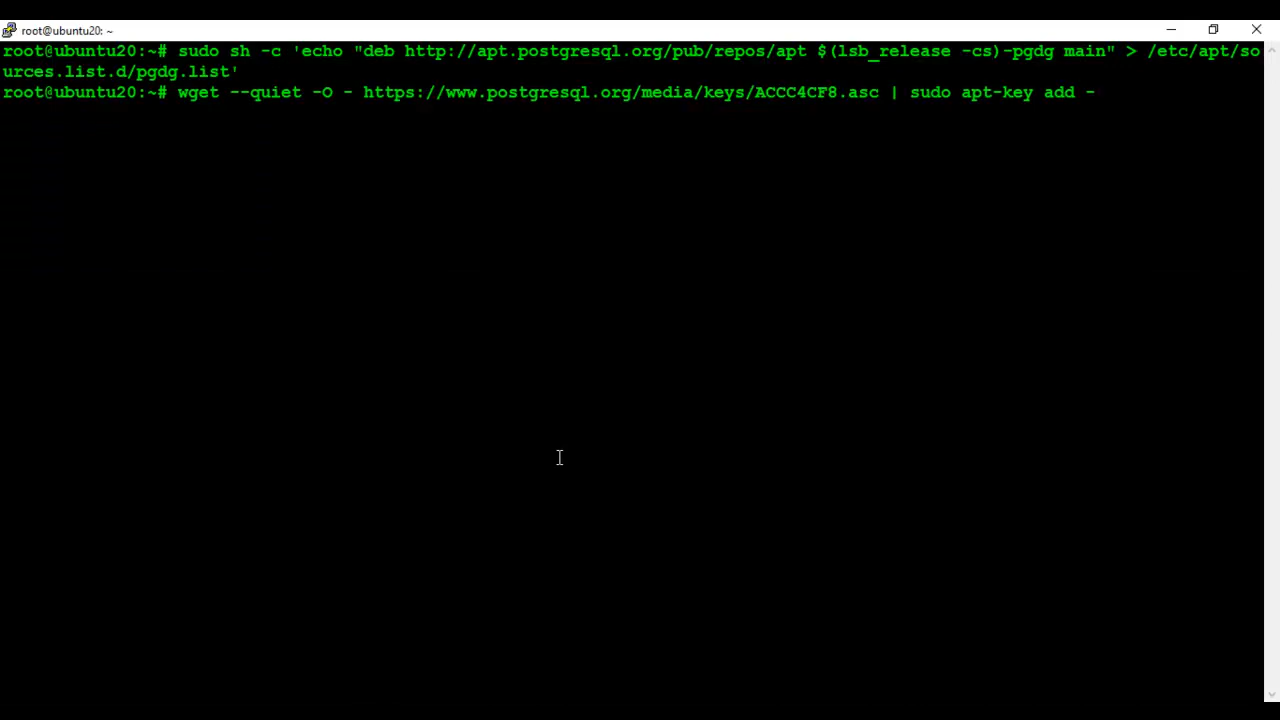 root@ubuntu20: ~
root@ubuntu20:~# sudo sh -c 'echo "deb http://apt.postgresql.org/pub/repos/apt $(lsb_release -cs)-pgdg main" > /etc/apt/so
urces.list.d/pgdg.list'
root@ubuntu20:~# wget --quiet -O - https://www.postgresql.org/media/keys/ACCC4CF8.asc | sudo apt-key add -